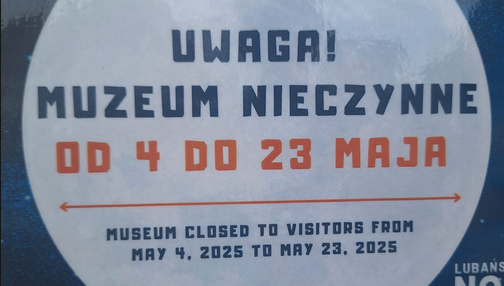 UWAGA!
MUZEUM NIECZYNNE
OD 4 DO 23 MAJA
MUSEUM CLOSED TO VISITORS FROM
MAY 4, 2025 TO MAY 23, 2025